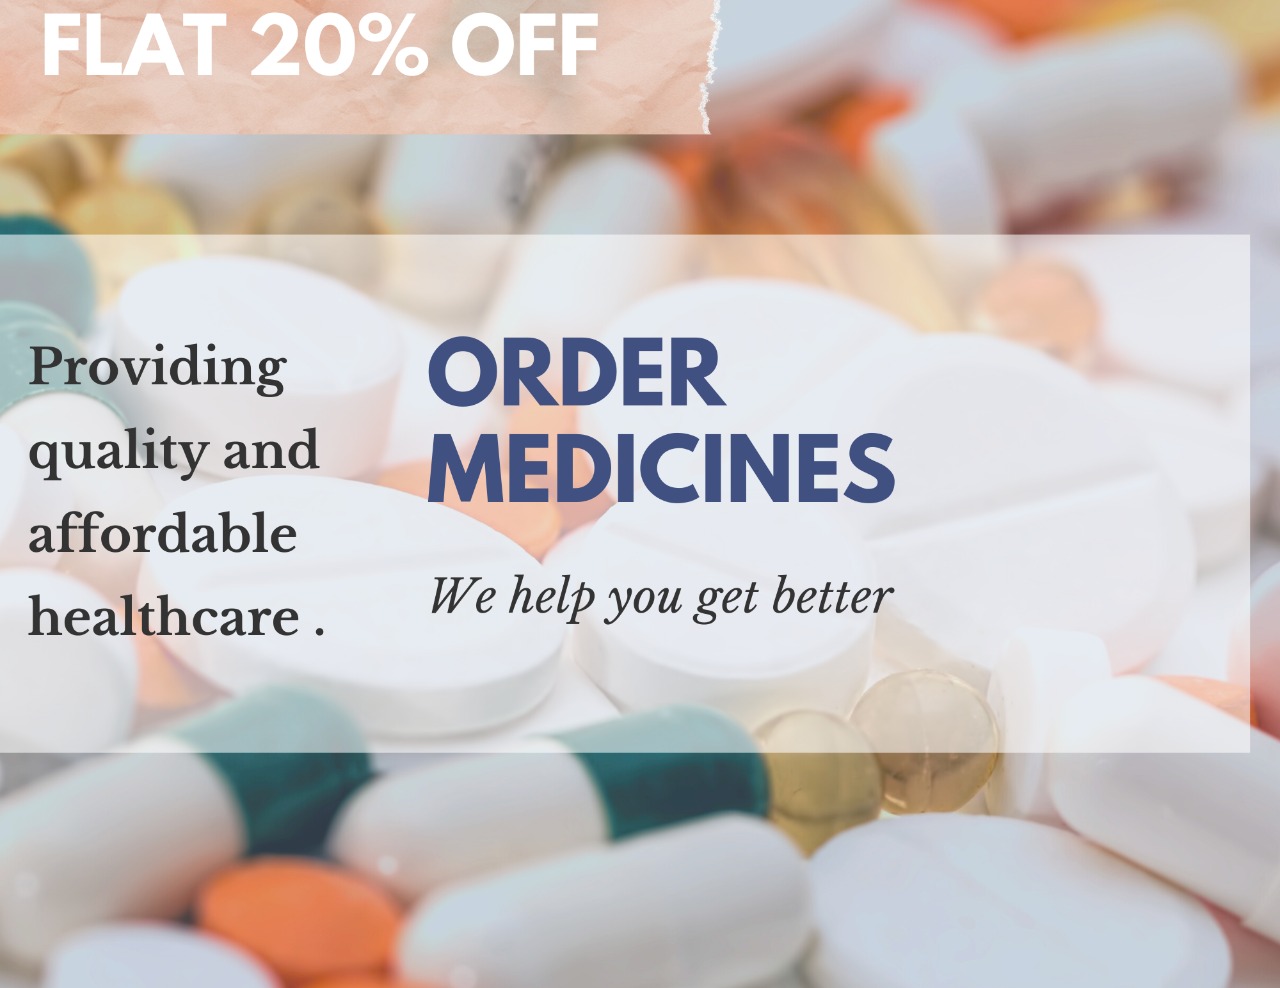 FLAT 20% OFF
Providing
quality and
affordable
healthcare .
ORDER
MEDICINES
We help you get better